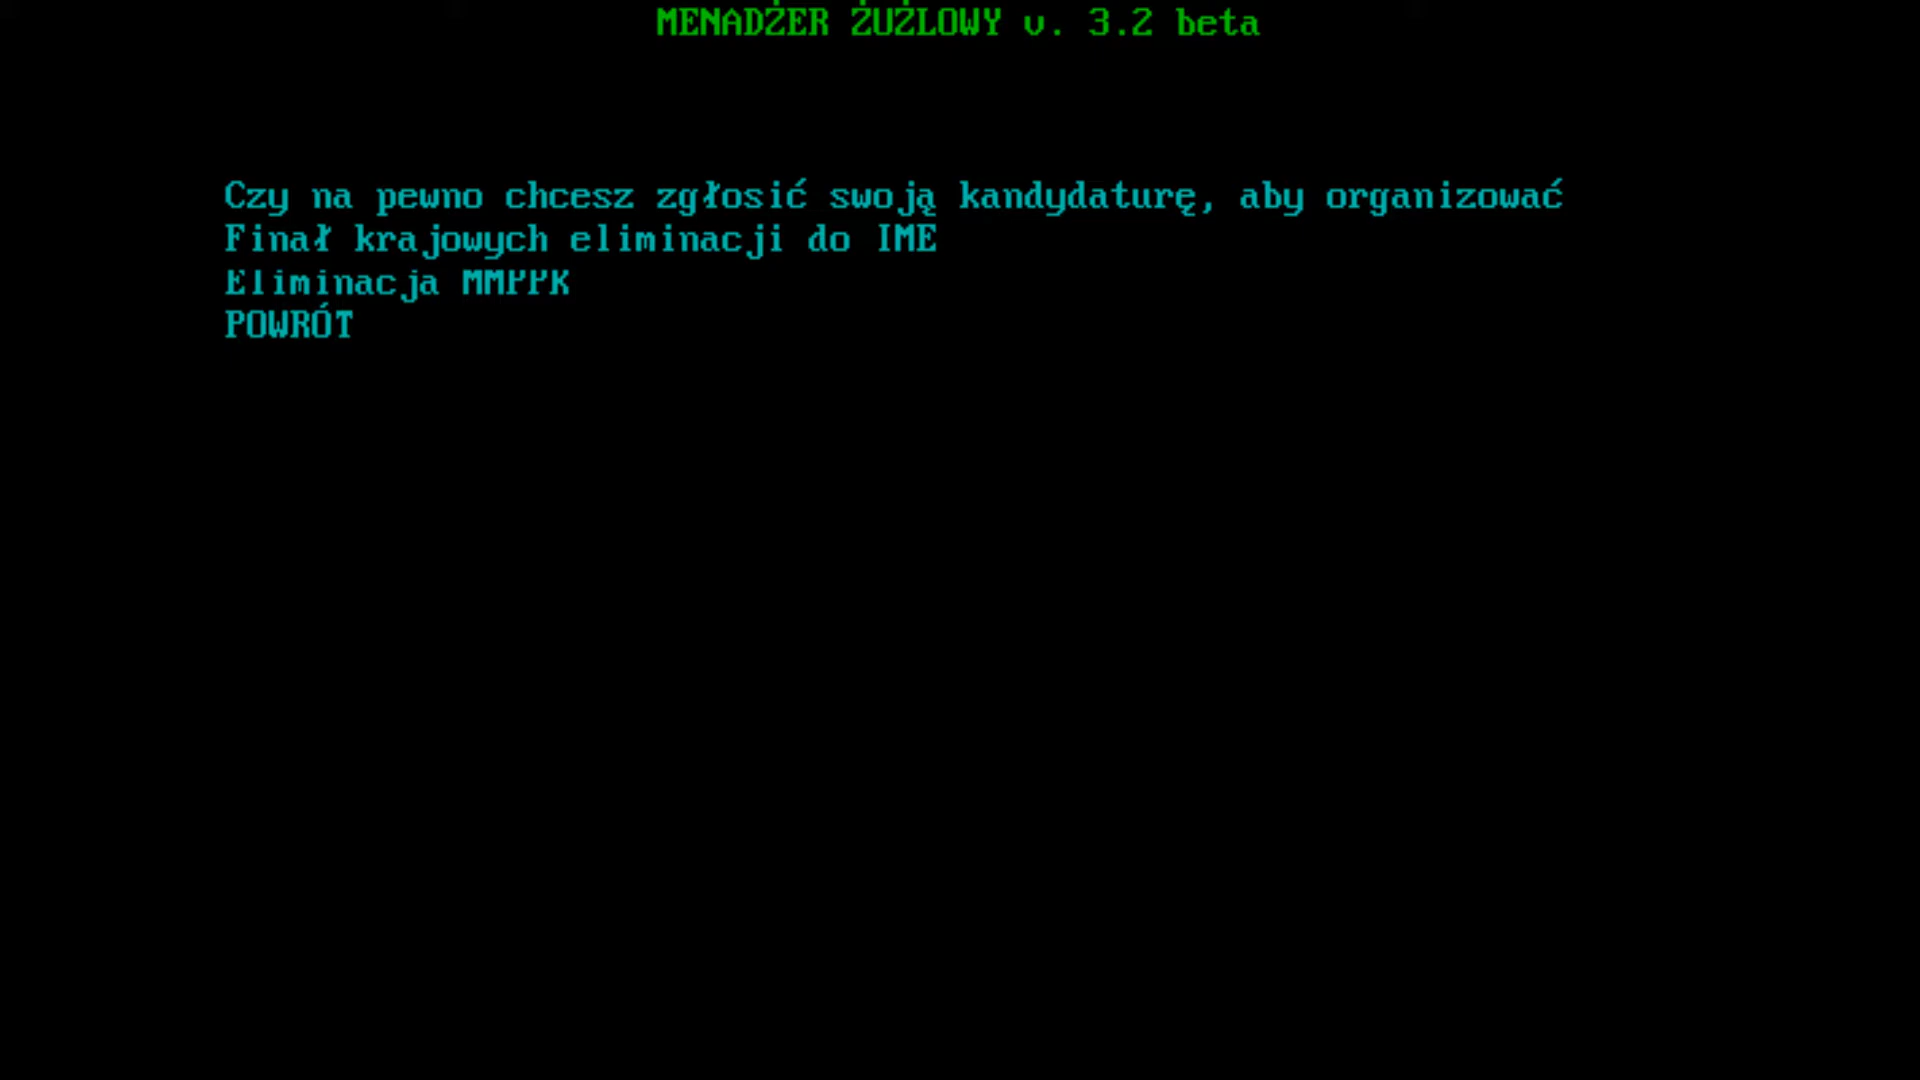 MENADŻER ŻUŻLOWY v. 3.2 beta
Czy na pewno chcesz zgłosić swoją kandydaturę, aby organizować
Finał krajowych eliminacji do IME
Eliminacja
POWRÓT